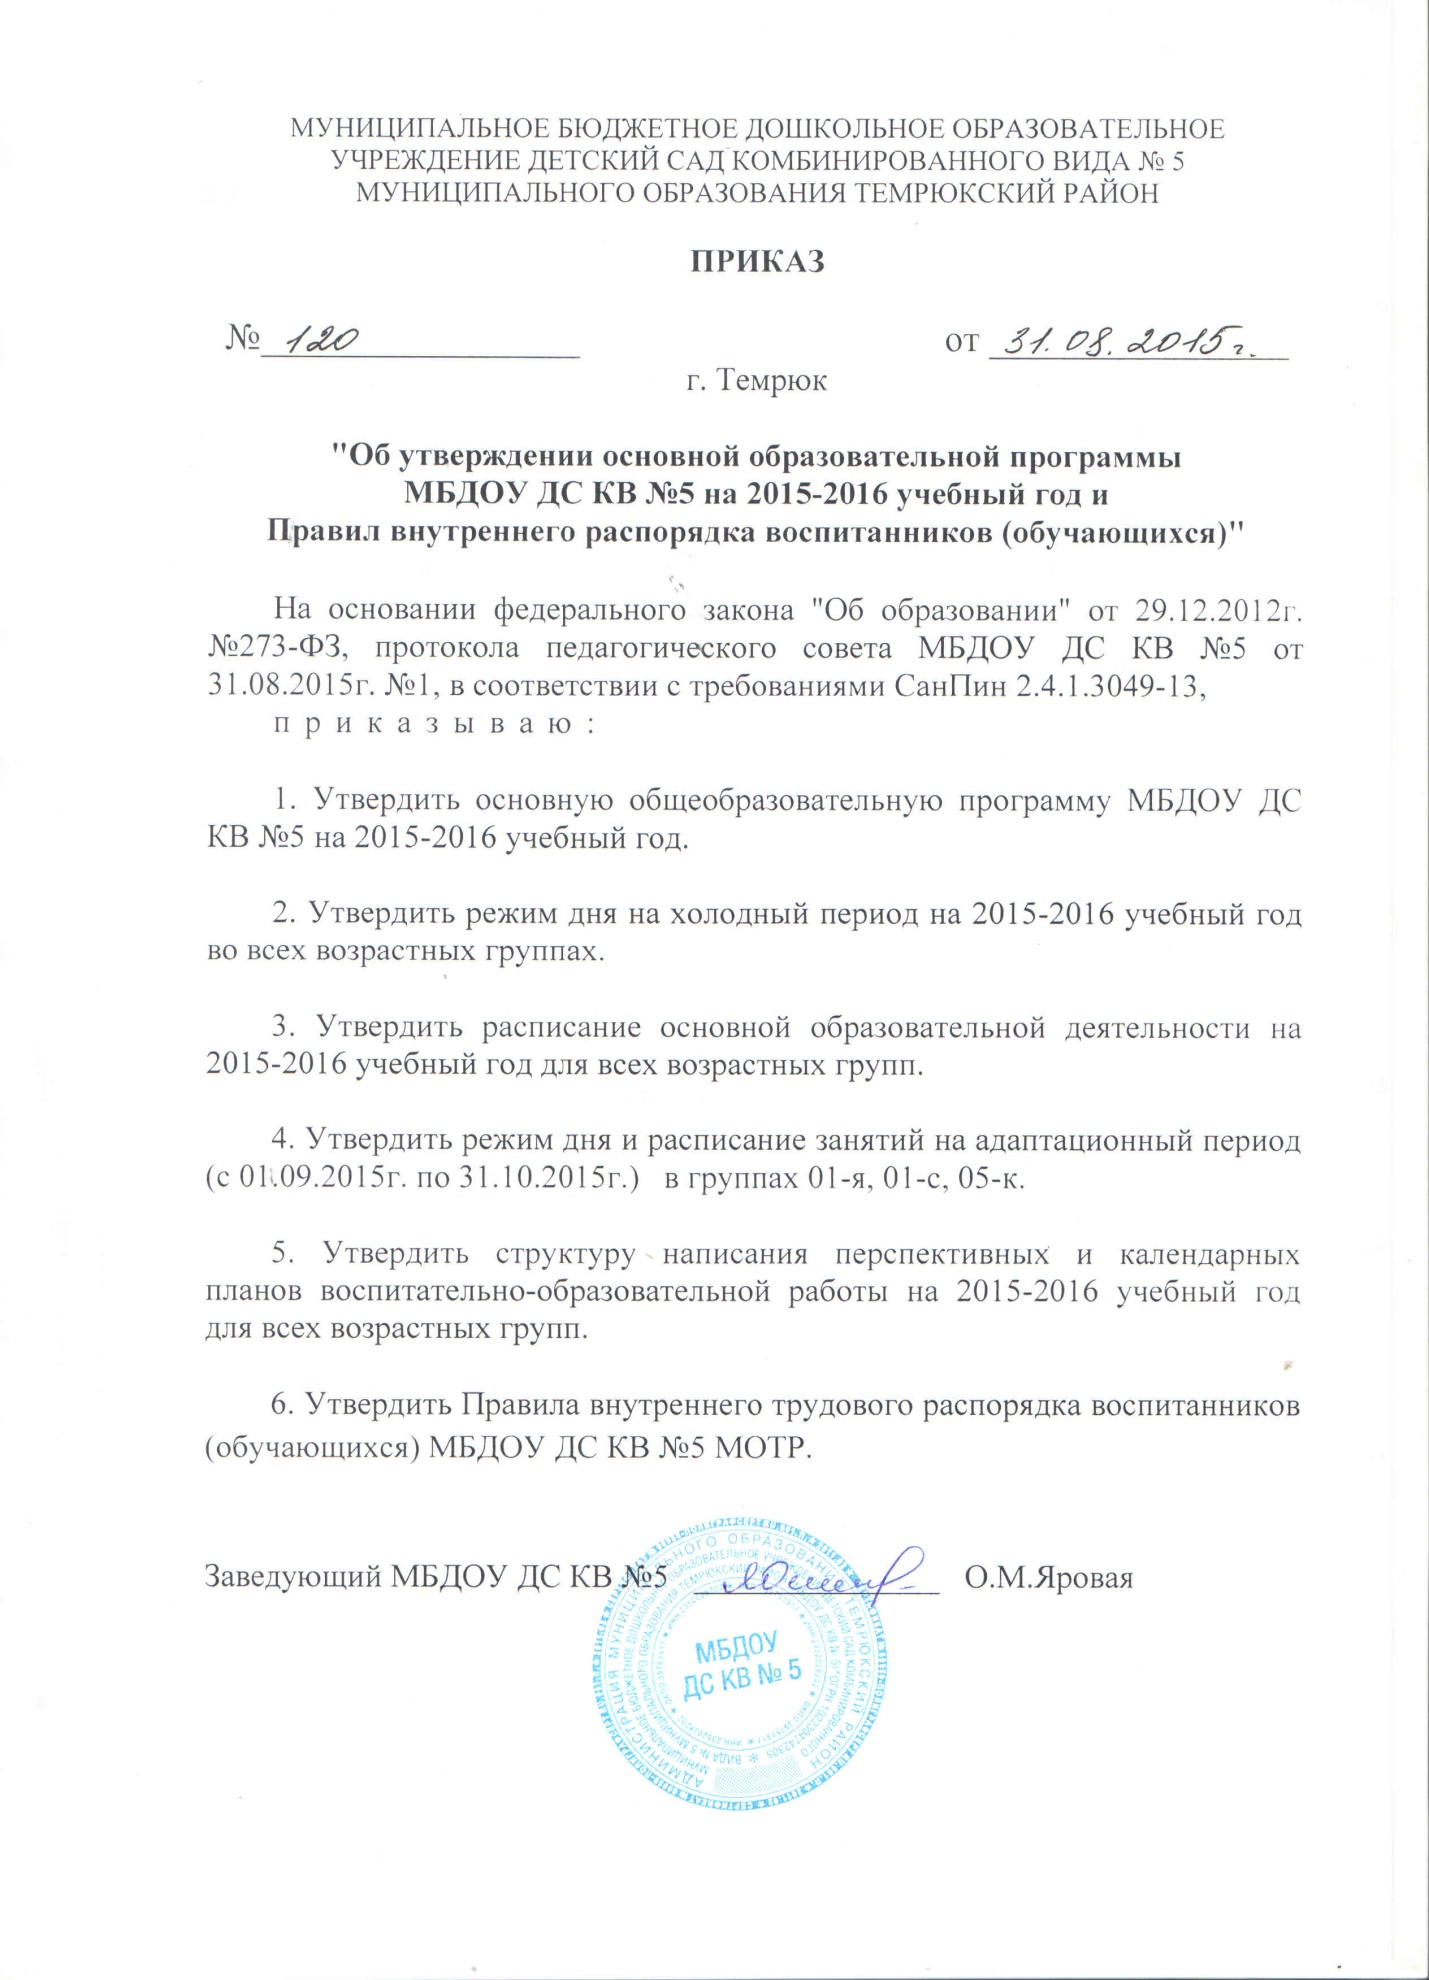 МУНИЦИПАЛЬНОЕ БЮДЖЕТНОЕ ДОШКОЛЬНОЕ ОБРАЗОВАТЕЛЬНОЕ
УЧРЕЖДЕНИЕ ДЕТСКИЙ САД КОМБИНИРОВАННОГО ВИДА № 5
МУНИЦИПАЛЬНОГО ОБРАЗОВАНИЯ ТЕМРЮКСКИЙ РАЙОН
ПРИКАЗ
№ 120 от 31.08.2015г.
г. Темрюк
"Об утверждении основной образовательной программы
МБДОУ ДС КВ №5 на 2015-2016 учебный год и
Правил внутреннего распорядка воспитанников (обучающихся)"
На основании федерального закона "Об образовании" от 29.12.2012г.
№273-ФЗ, протокола педагогического совета МБДОУ ДС КВ №5 от
31.08.2015г. №1, в соответствии с требованиями СанПин 2.4.1.3049-13,
п р и к а з ы в а ю :
1. Утвердить основную общеобразовательную программу МБДОУ ДС
КВ №5 на 2015-2016 учебный год.
2. Утвердить режим дня на холодный период на 2015-2016 учебный год
во всех возрастных группах.
3. Утвердить расписание основной образовательной деятельности на
2015-2016 учебный год для всех возрастных групп.
4. Утвердить режим дня и расписание занятий на адаптационный период
(с 01.09.2015г. по 31.10.2015г.) в группах 01-я, 01-с, 05-к.
5. Утвердить структуру написания перспективных и календарных
планов воспитательно-образовательной работы на 2015-2016 учебный год
для всех возрастных групп.
6. Утвердить Правила внутреннего трудового распорядка воспитанников
(обучающихся) МБДОУ ДС КВ №5 МОТР.
Заведующий МБДОУ ДС КВ №5 О.М.Яровая
АДМИНИСТРАЦИЯ МУНИЦИПАЛЬНОГО ОБРАЗОВАНИЯ ТЕМРЮКСКИЙ РАЙОН
МБДОУ
ДС КВ № 5